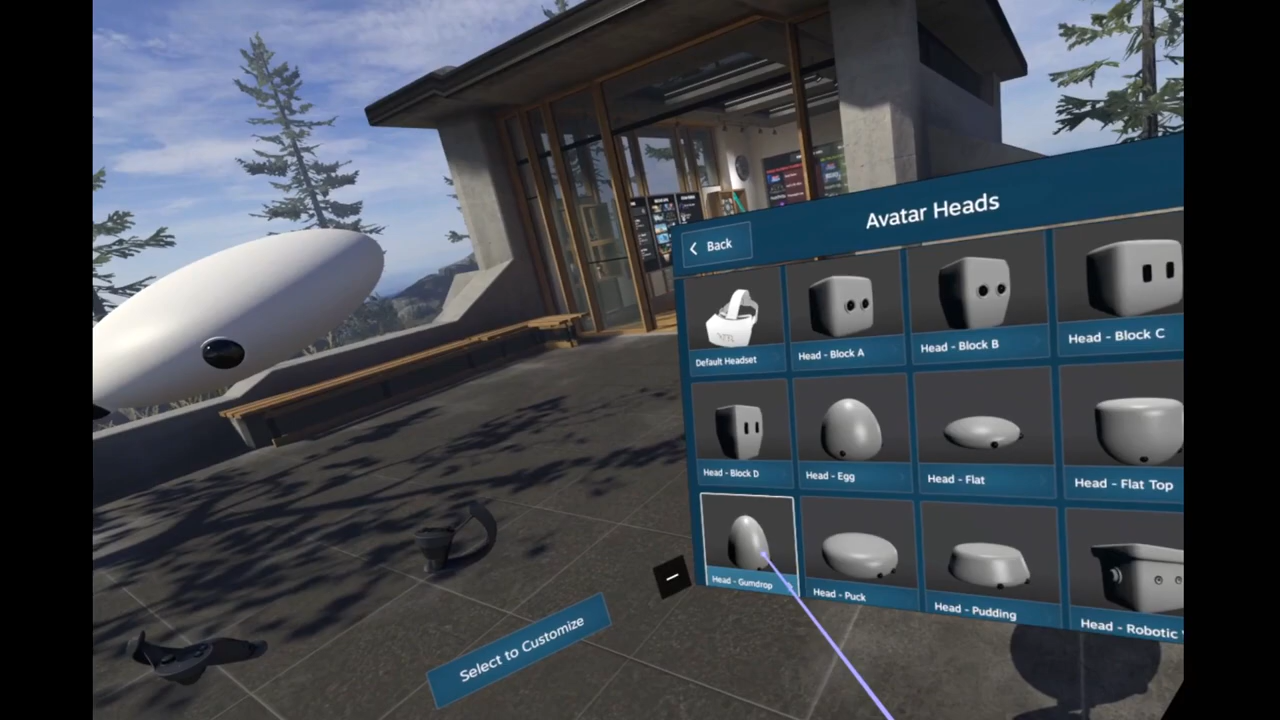 Avatar Heads
Back
Default Headset
Head - Block A
Head - Block B
Head - Block C
Head - Block D
Head - Egg
Head - Flat
Head - Flat Top
Head - Gumdrop
Head - Puck
Head - Pudding
Head - Robotic
Select to Customize